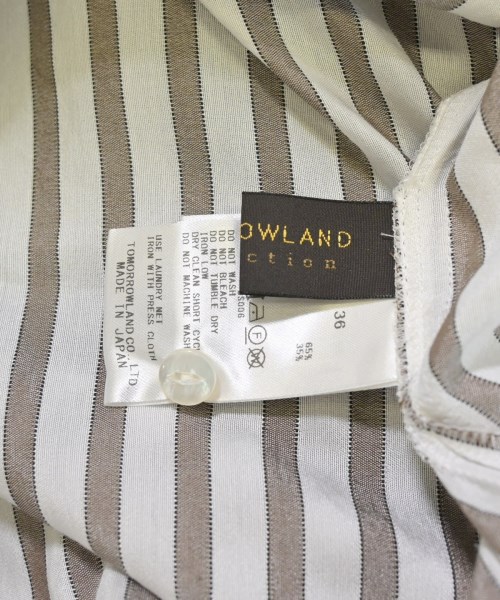 OWLAND
ction
36
65%
35%
S006
DO NOT WASH
DO NOT BLEACH
DO NOT TUMBLE DRY
IRON LOW
DRY CLEAN SHORT CYC
DO NOT MACHINE WASH
USE LAUNDRY NET
IRON WITH PRESS CLOTH
TOMORROWLAND CO., LTD
MADE IN JAPAN